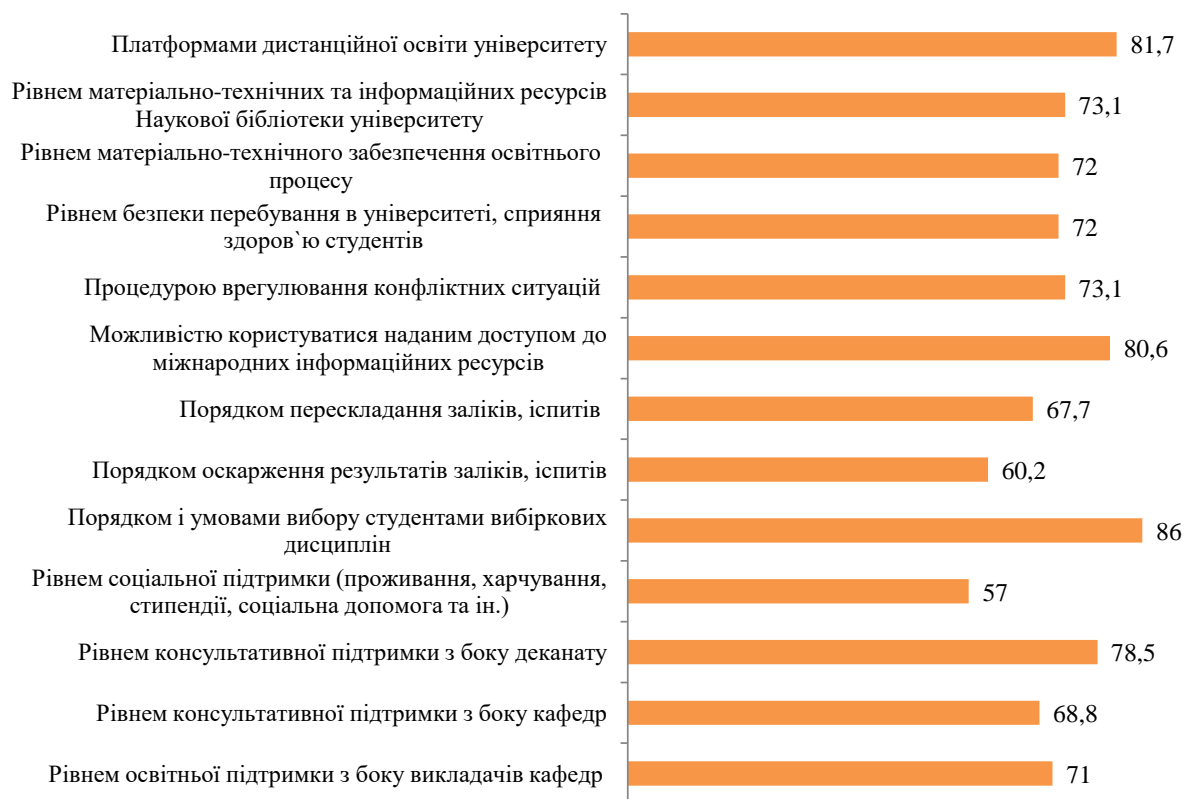 Платформами дистанційної освіти університету
81,7
Рівнем матеріально-технічних та інформаційних ресурсів
Наукової бібліотеки університету
73,1
Рівнем матеріально-технічного забезпечення освітнього
процесу
72
Рівнем безпеки перебування в університеті, сприяння
здоров`ю студентів
72
Процедурою врегулювання конфліктних ситуацій
73,1
Можливістю користуватися наданим доступом до
міжнародних інформаційних ресурсів
80,6
Порядком перескладання заліків, іспитів
67,7
Порядком оскарження результатів заліків, іспитів
60,2
Порядком і умовами вибору студентами вибіркових
дисциплін
86
Рівнем соціальної підтримки (проживання, харчування,
стипендії, соціальна допомога та ін.)
57
Рівнем консультативної підтримки з боку деканату
78,5
Рівнем консультативної підтримки з боку кафедр
68,8
Рівнем освітньої підтримки з боку викладачів кафедр
71